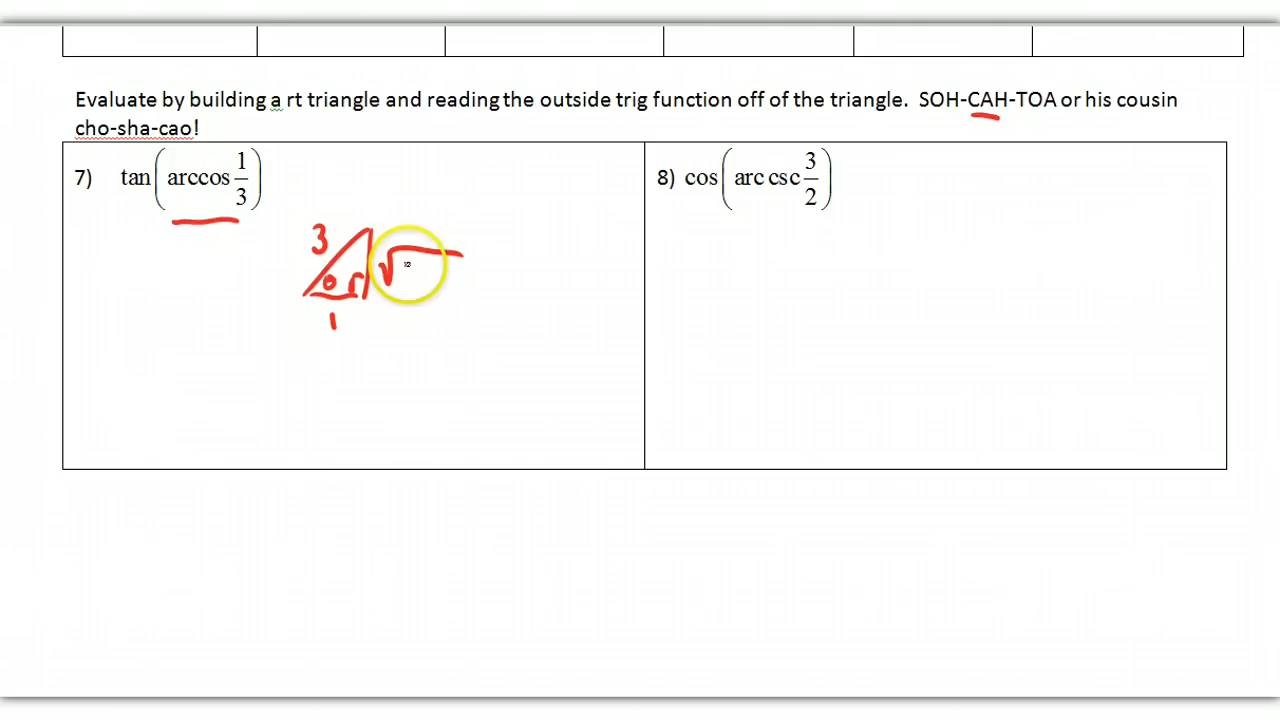 Evaluate by building a rt triangle and reading the outside trig function off of the triangle. SOH-CAH-TOA or his cousin
cho-sha-cao!
7) tan(arccos 1/3)
8) cos(arc csc 3/2)
3
θ
√
1